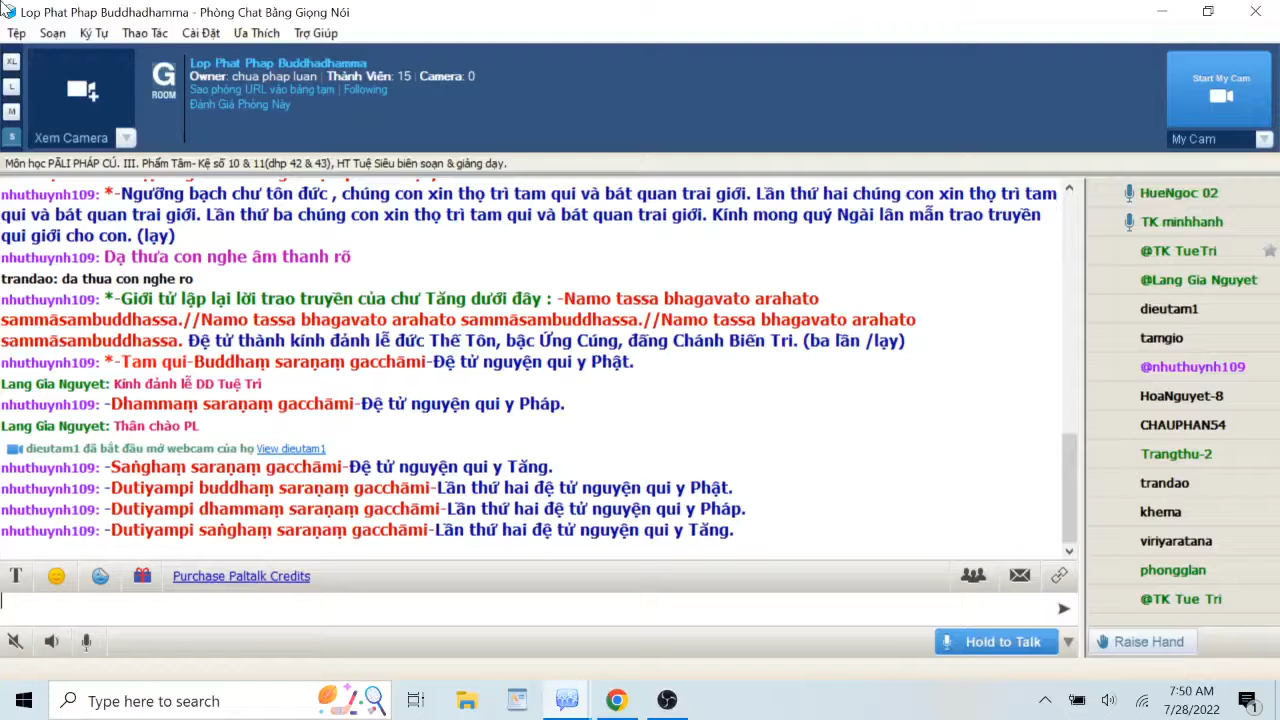 Lop Phat Phap Buddhadhamma - Phòng Chat Bằng Giọng Nói
Tệp Soạn Ký Tự Thao Tác Cài Đặt Ưa Thích Trợ Giúp
XL
L
M
S
Xem Camera
G
ROOM
Lop Phat Phap Buddhadhamma
Owner: chua phap luan | Thành Viên: 15 | Camera: 0
Sao phòng URL vào bảng tạm | Following
Đánh Giá Phòng Này
Start My Cam
My Cam
Môn học PĀLI PHÁP CÚ. III. Phẩm Tâm- Kệ số 10 & 11(dhp 42 & 43), HT Tuệ Siêu biên soạn & giảng dạy.
nhuthuynh109: *-Ngưỡng bạch chư tôn đức , chúng con xin thọ trì tam qui và bát quan trai giới. Lần thứ hai chúng con xin thọ trì tam
qui và bát quan trai giới. Lần thứ ba chúng con xin thọ trì tam qui và bát quan trai giới. Kính mong quý Ngài lân mẫn trao truyền
qui giới cho con. (lạy)
nhuthuynh109: Dạ thưa con nghe âm thanh rõ
trandao: da thua con nghe ro
nhuthuynh109: *-Giới tử lập lại lời trao truyền của chư Tăng dưới đây : -Namo tassa bhagavato arahato
sammāsambuddhassa.//Namo tassa bhagavato arahato sammāsambuddhassa.//Namo tassa bhagavato arahato
sammāsambuddhassa. Đệ tử thành kính đảnh lễ đức Thế Tôn, bậc Ứng Cúng, đấng Chánh Biến Tri. (ba lần /lạy)
nhuthuynh109: *-Tam qui-Buddhaṃ saraṇaṃ gacchāmi-Đệ tử nguyện qui y Phật.
Lang Gia Nguyet: Kính đảnh lễ DD Tuệ Tri
nhuthuynh109: -Dhammaṃ saraṇaṃ gacchāmi-Đệ tử nguyện qui y Pháp.
Lang Gia Nguyet: Thân chào PL
dieutam1 đã bắt đầu mở webcam của họ View dieutam1
nhuthuynh109: -Saṅghaṃ saraṇaṃ gacchāmi-Đệ tử nguyện qui y Tăng.
nhuthuynh109: -Dutiyampi buddhaṃ saraṇaṃ gacchāmi-Lần thứ hai đệ tử nguyện qui y Phật.
nhuthuynh109: -Dutiyampi dhammaṃ saraṇaṃ gacchāmi-Lần thứ hai đệ tử nguyện qui y Pháp.
nhuthuynh109: -Dutiyampi saṅghaṃ saraṇaṃ gacchāmi-Lần thứ hai đệ tử nguyện qui y Tăng.
HueNgoc 02
TK minhhanh
@TK TueTri
@Lang Gia Nguyet
dieutam1
tamgio
@nhuthuynh109
HoaNguyet-8
CHAUPHAN54
Trangthu-2
trandao
khema
viriyaratana
phongglan
@TK Tue Tri
T
Purchase Paltalk Credits
Hold to Talk
Raise Hand
Type here to search
7:50 AM
7/28/2022
1